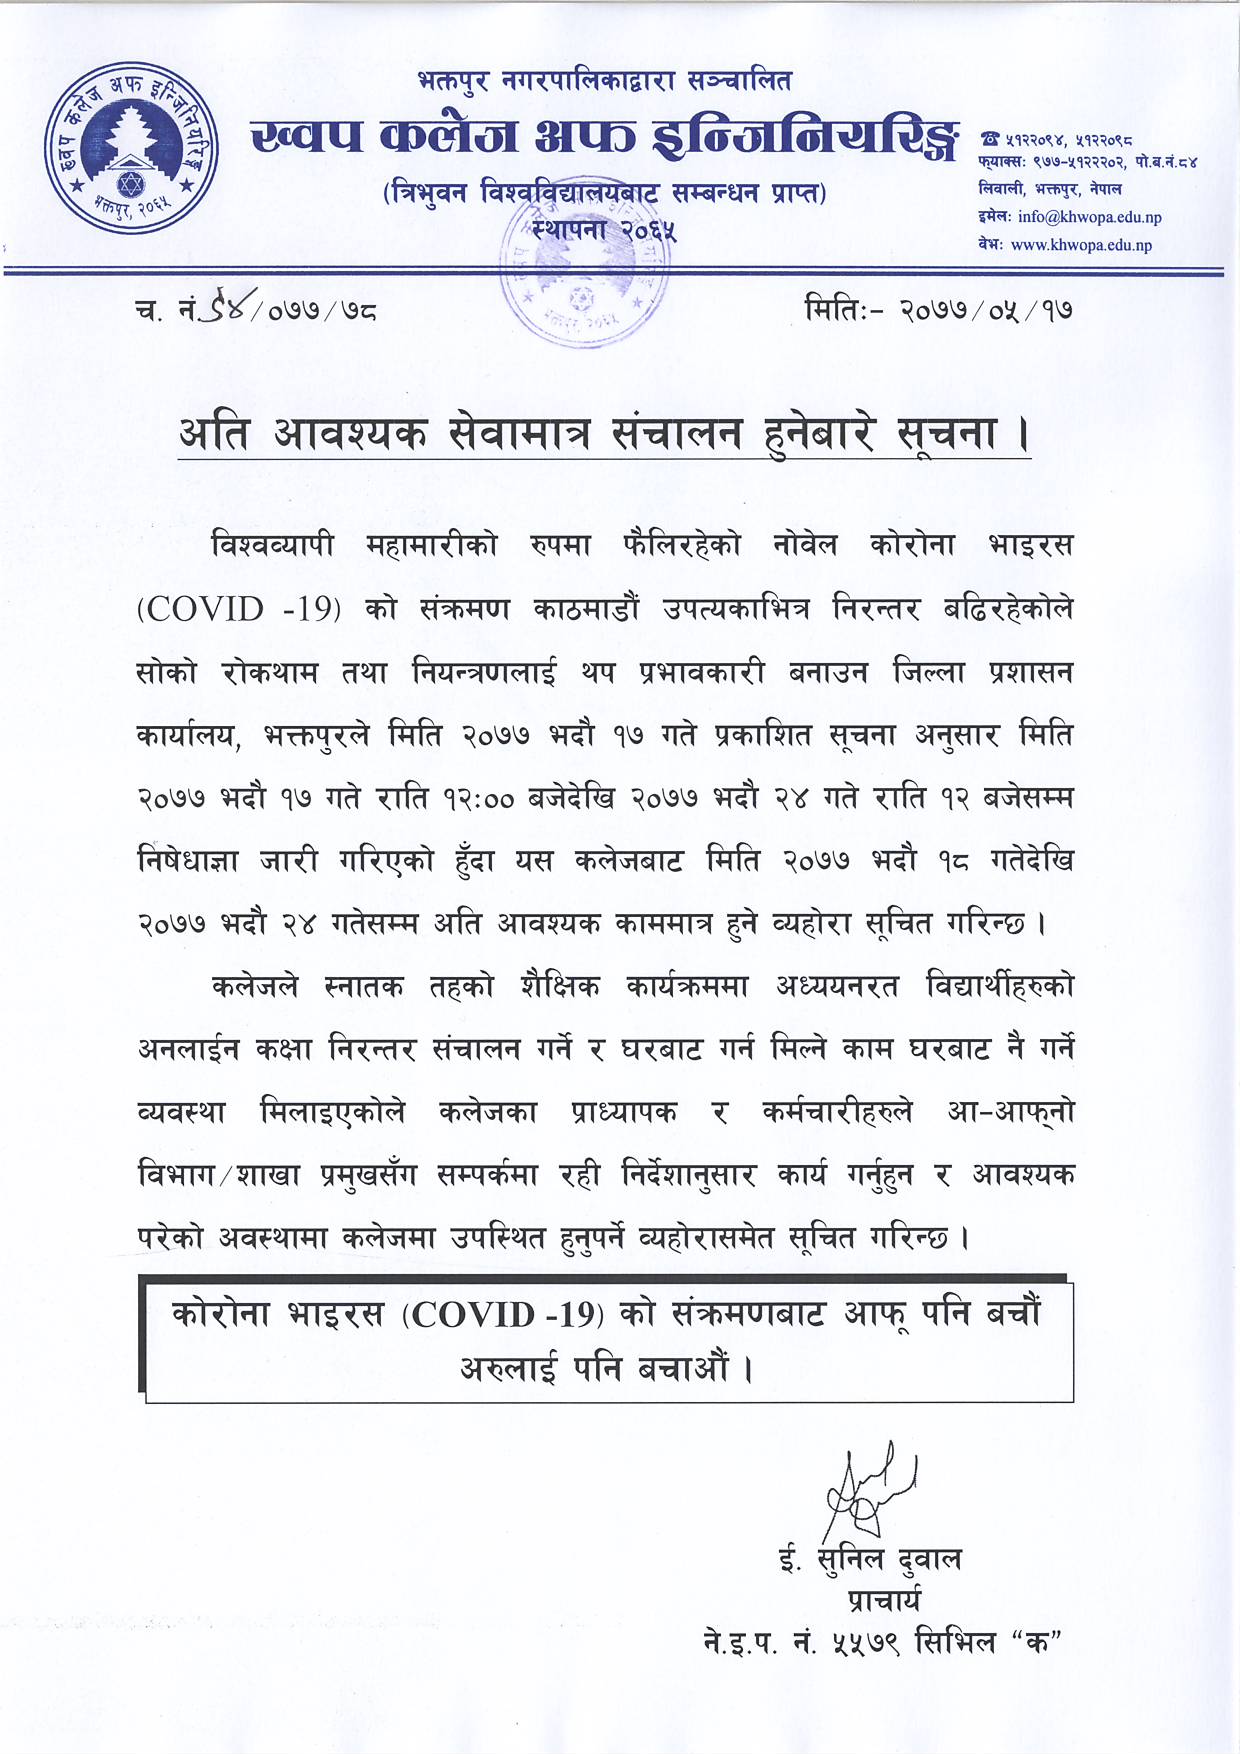 भक्तपुर नगरपालिकाद्वारा सञ्चालित
ख्वप कलेज अफ इन्जिनियरिङ्ग
(त्रिभुवन विश्वविद्यालयबाट सम्बन्धन प्राप्त)
स्थापना २०६५
ख्वप कलेज अफ इन्जिनियरिङ्ग
भक्तपुर, २०६५
☎ ५१२२०९४, ५१२२०९८
फ्याक्सः ९७७-५१२२२०२, पो.ब.नं.८४
लिवाली, भक्तपुर, नेपाल
इमेलः info@khwopa.edu.np
वेभः www.khwopa.edu.np
च. नं. ५४/०७७/७८
मितिः- २०७७/०५/१७
अति आवश्यक सेवामात्र संचालन हुनेबारे सूचना ।
विश्वव्यापी महामारीको रुपमा फैलिरहेको नोवेल कोरोना भाइरस
(COVID -19) को संक्रमण काठमाडौं उपत्यकाभित्र निरन्तर बढिरहेकोले
सोको रोकथाम तथा नियन्त्रणलाई थप प्रभावकारी बनाउन जिल्ला प्रशासन
कार्यालय, भक्तपुरले मिति २०७७ भदौ १७ गते प्रकाशित सूचना अनुसार मिति
२०७७ भदौ १७ गते राति १२:०० बजेदेखि २०७७ भदौ २४ गते राति १२ बजेसम्म
निषेधाज्ञा जारी गरिएको हुँदा यस कलेजबाट मिति २०७७ भदौ १८ गतेदेखि
२०७७ भदौ २४ गतेसम्म अति आवश्यक काममात्र हुने व्यहोरा सूचित गरिन्छ ।
कलेजले स्नातक तहको शैक्षिक कार्यक्रममा अध्ययनरत विद्यार्थीहरुको
अनलाईन कक्षा निरन्तर संचालन गर्ने र घरबाट गर्न मिल्ने काम घरबाट नै गर्ने
व्यवस्था मिलाइएकोले कलेजका प्राध्यापक र कर्मचारीहरुले आ-आफ्नो
विभाग/शाखा प्रमुखसँग सम्पर्कमा रही निर्देशानुसार कार्य गर्नुहुन र आवश्यक
परेको अवस्थामा कलेजमा उपस्थित हुनुपर्ने व्यहोरासमेत सूचित गरिन्छ ।
कोरोना भाइरस (COVID -19) को संक्रमणबाट आफू पनि बचौं
अरुलाई पनि बचाऔं ।
ई. सुनिल दुवाल
प्राचार्य
ने.इ.प. नं. ५५७९ सिभिल “क”